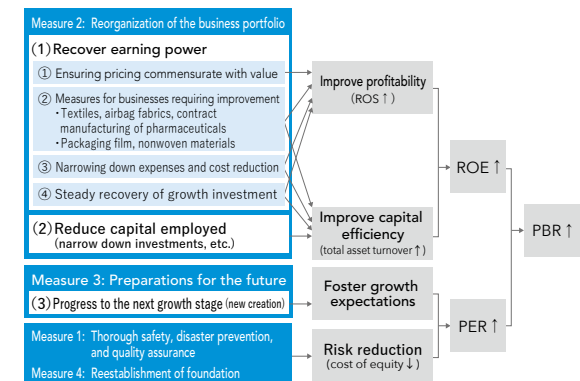 Measure 2: Reorganization of the business portfolio
(1) Recover earning power
① Ensuring pricing commensurate with value
② Measures for businesses requiring improvement
・Textiles, airbag fabrics, contract
manufacturing of pharmaceuticals
・Packaging film, nonwoven materials
③ Narrowing down expenses and cost reduction
④ Steady recovery of growth investment
(2) Reduce capital employed
(narrow down investments, etc.)
Measure 3: Preparations for the future
(3) Progress to the next growth stage (new creation)
Measure 1: Thorough safety, disaster prevention,
and quality assurance
Measure 4: Reestablishment of foundation
Improve profitability
(ROS↑)
Improve capital
efficiency
(total asset turnover↑)
Foster growth
expectations
Risk reduction
(cost of equity↓)
ROE↑
PER↑
PBR↑